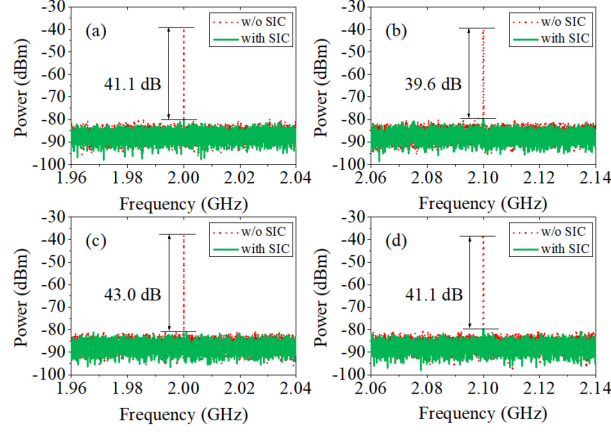 -30
-40
-50
-60
-70
-80
-90
-100
Power (dBm)
(a)
w/o SIC
with SIC
41.1 dB
1.96 1.98 2.00 2.02 2.04
Frequency (GHz)
-30
-40
-50
-60
-70
-80
-90
-100
Power (dBm)
(b)
w/o SIC
with SIC
39.6 dB
2.06 2.08 2.10 2.12 2.14
Frequency (GHz)
-30
-40
-50
-60
-70
-80
-90
-100
Power (dBm)
(c)
w/o SIC
with SIC
43.0 dB
1.96 1.98 2.00 2.02 2.04
Frequency (GHz)
-30
-40
-50
-60
-70
-80
-90
-100
Power (dBm)
(d)
w/o SIC
with SIC
41.1 dB
2.06 2.08 2.10 2.12 2.14
Frequency (GHz)